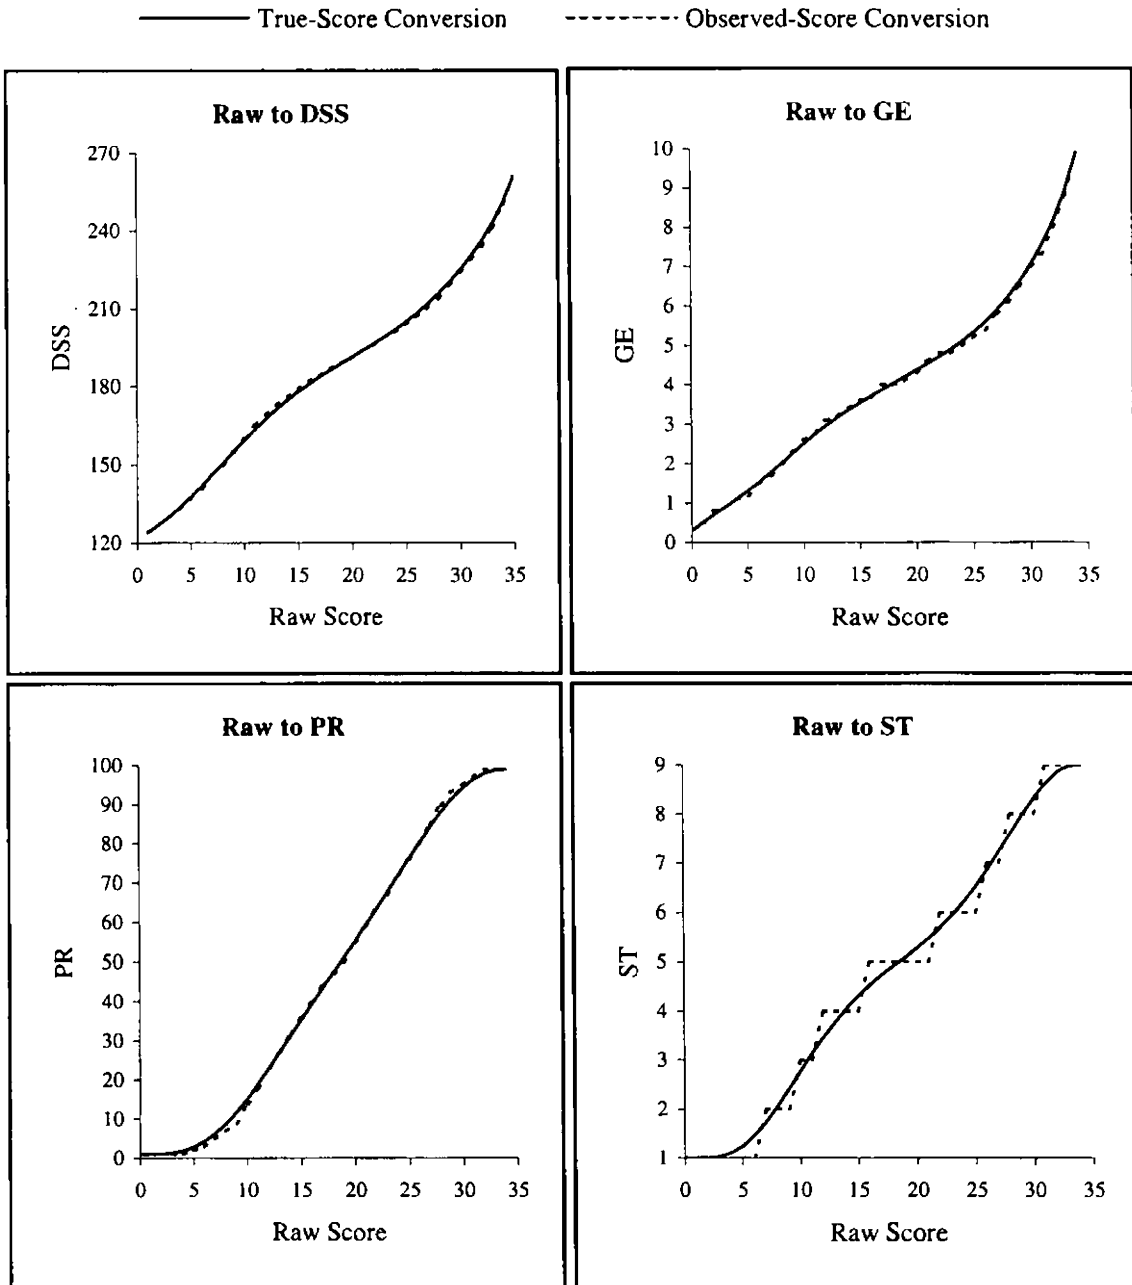 True-Score Conversion Observed-Score Conversion
Raw to DSS
270
240
210
180
150
120
DSS
0 5 10 15 20 25 30 35
Raw Score
Raw to GE
10
9
8
7
6
5
4
3
2
1
0
GE
0 5 10 15 20 25 30 35
Raw Score
Raw to PR
100
90
80
70
60
50
40
30
20
10
0
PR
0 5 10 15 20 25 30 35
Raw Score
Raw to ST
9
8
7
6
5
4
3
2
1
ST
0 5 10 15 20 25 30 35
Raw Score